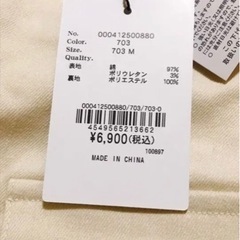 No. 000412500880
Color. 703
Size. 703 M
Quality.
表地 綿 97%
ポリウレタン 3%
裏地 ポリエステル 100%
000412500880/703/703-0
4549565213662
¥6,900(税込)
100897
MADE IN CHINA